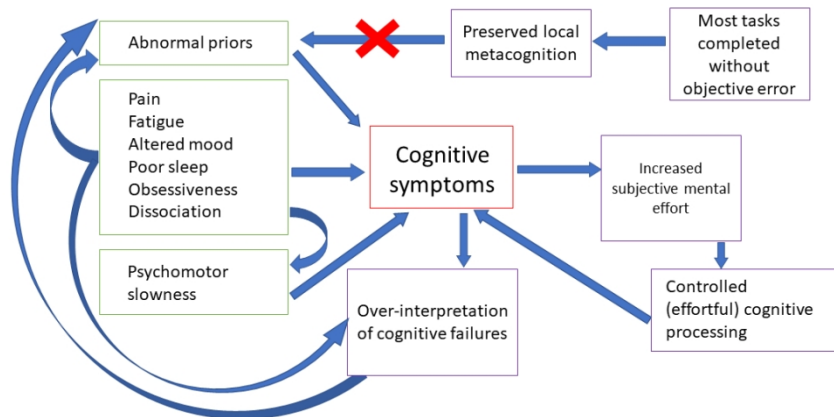 Abnormal priors
Preserved local
metacognition
Most tasks
completed
without
objective error
Pain
Fatigue
Altered mood
Poor sleep
Obsessiveness
Dissociation
Cognitive
symptoms
Increased
subjective mental
effort
Psychomotor
slowness
Over-interpretation
of cognitive failures
Controlled
(effortful) cognitive
processing